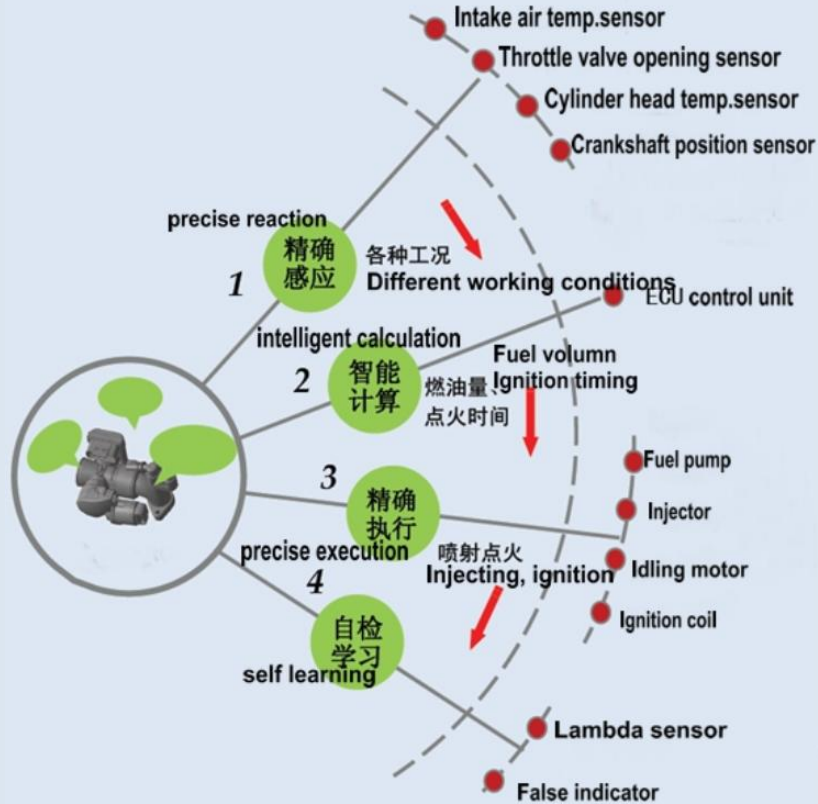 Intake air temp.sensor
Throttle valve opening sensor
Cylinder head temp.sensor
Crankshaft position sensor
precise reaction
1
精确
感应
各种工况
Different working conditions
ECU control unit
intelligent calculation
2
智能
计算
Fuel volumn
Ignition timing
燃油量、
点火时间
3
精确
执行
precise execution
喷射点火
Injecting, ignition
Fuel pump
Injector
Idling motor
Ignition coil
4
自检
学习
self learning
Lambda sensor
False indicator